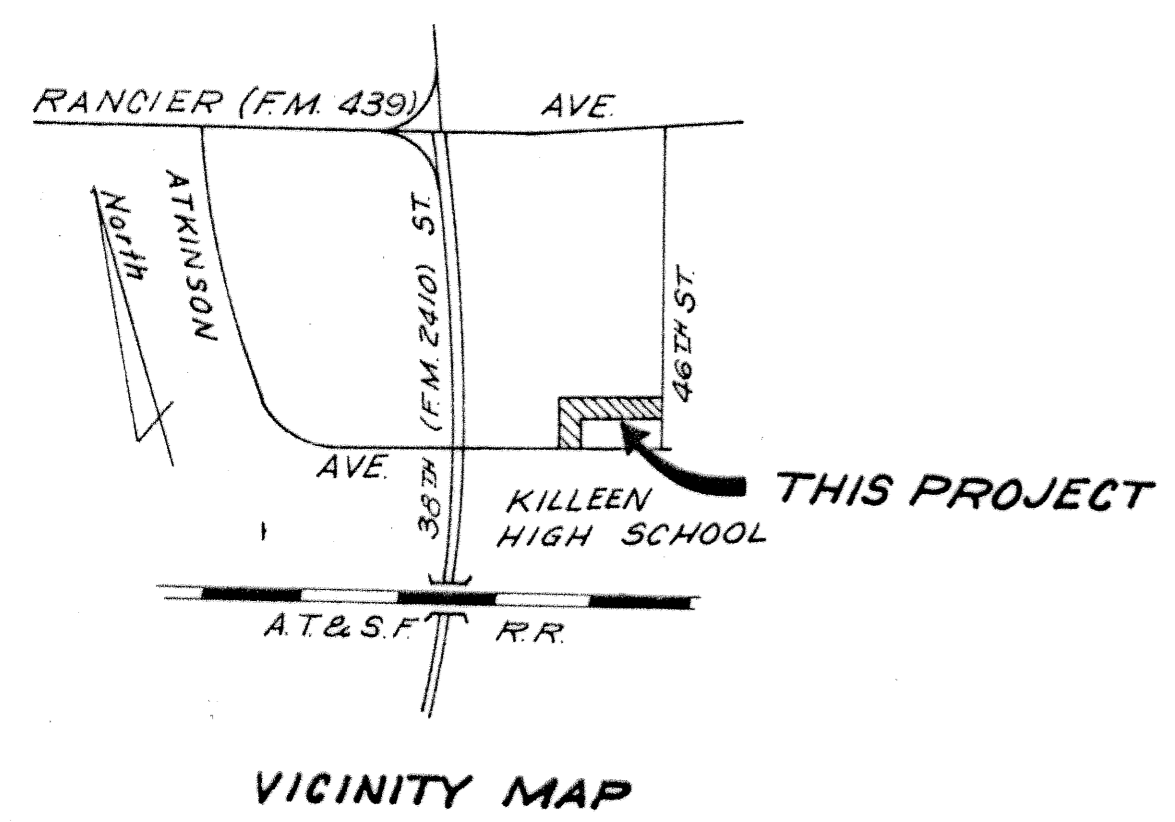 RANCIER (F.M. 439) AVE.
North
ATKINSON
AVE.
38TH (F.M. 2410) ST.
46TH ST.
THIS PROJECT
KILLEEN
HIGH SCHOOL
A.T. & S.F. R.R.
VICINITY MAP